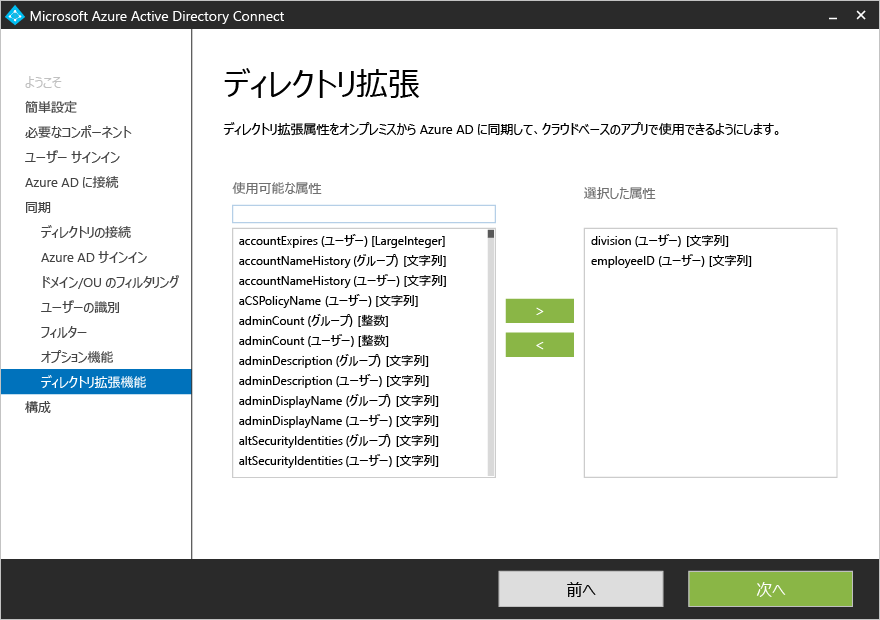 Microsoft Azure Active Directory Connect
ようこそ
簡単設定
必要なコンポーネント
ユーザー サインイン
Azure AD に接続
同期
ディレクトリの接続
Azure AD サインイン
ドメイン/OU のフィルタリング
ユーザーの識別
フィルター
オプション機能
ディレクトリ拡張機能
構成
ディレクトリ拡張
ディレクトリ拡張属性をオンプレミスから Azure AD に同期して、クラウドベースのアプリで使用できるようにします。
使用可能な属性
accountExpires (ユーザー) [LargeInteger]
accountNameHistory (グループ) [文字列]
accountNameHistory (ユーザー) [文字列]
aCSPolicyName (ユーザー) [文字列]
adminCount (グループ) [整数]
adminCount (ユーザー) [整数]
adminDescription (グループ) [文字列]
adminDescription (ユーザー) [文字列]
adminDisplayName (グループ) [文字列]
adminDisplayName (ユーザー) [文字列]
altSecurityIdentities (グループ) [文字列]
altSecurityIdentities (ユーザー) [文字列]
>
<
選択した属性
division (ユーザー) [文字列]
employeeID (ユーザー) [文字列]
前へ
次へ